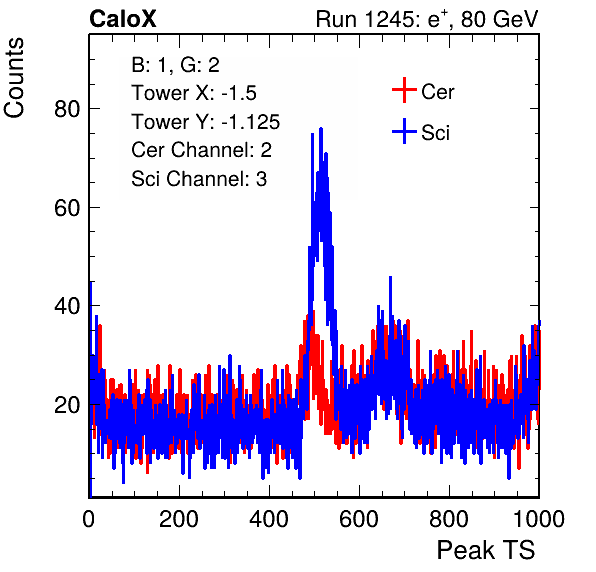 CaloX Run 1245: e+, 80 GeV
Counts
B: 1, G: 2
Tower X: -1.5
Tower Y: -1.125
Cer Channel: 2
Sci Channel: 3
Cer
Sci
80
60
40
20
0 200 400 600 800 1000
Peak TS